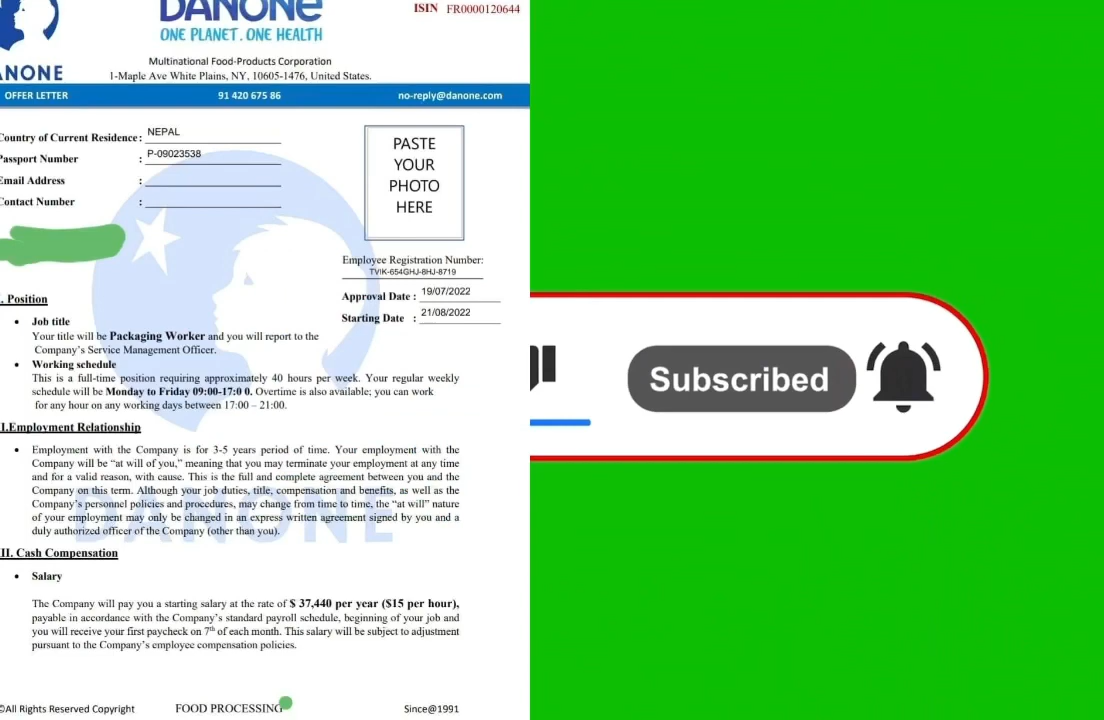 DANONE
ISIN FR0000120644
ONE PLANET. ONE HEALTH
ANONE
Multinational Food-Products Corporation
1-Maple Ave White Plains, NY, 10605-1476, United States.
OFFER LETTER 91 420 675 86 no-reply@danone.com
Country of Current Residence: NEPAL
Passport Number : P-09023538
Email Address :
Contact Number :
PASTE
YOUR
PHOTO
HERE
Employee Registration Number:
TVIK-654GHJ-8HJ-8719
Approval Date : 19/07/2022
Starting Date : 21/08/2022
I. Position
• Job title
Your title will be Packaging Worker and you will report to the
Company's Service Management Officer.
• Working schedule
This is a full-time position requiring approximately 40 hours per week. Your regular weekly
schedule will be Monday to Friday 09:00-17:0 0. Overtime is also available; you can work
for any hour on any working days between 17:00 – 21:00.
I.Employment Relationship
• Employment with the Company is for 3-5 years period of time. Your employment with the
Company will be “at will of you,” meaning that you may terminate your employment at any time
and for a valid reason, with cause. This is the full and complete agreement between you and the
Company on this term. Although your job duties, title, compensation and benefits, as well as the
Company's personnel policies and procedures, may change from time to time, the “at will” nature
of your employment may only be changed in an express written agreement signed by you and a
duly authorized officer of the Company (other than you).
DANONE
II. Cash Compensation
• Salary
The Company will pay you a starting salary at the rate of $ 37,440 per year ($15 per hour),
payable in accordance with the Company's standard payroll schedule, beginning of your job and
you will receive your first paycheck on 7th of each month. This salary will be subject to adjustment
pursuant to the Company's employee compensation policies.
©All Rights Reserved Copyright FOOD PROCESSING Since@1991
Subscribed